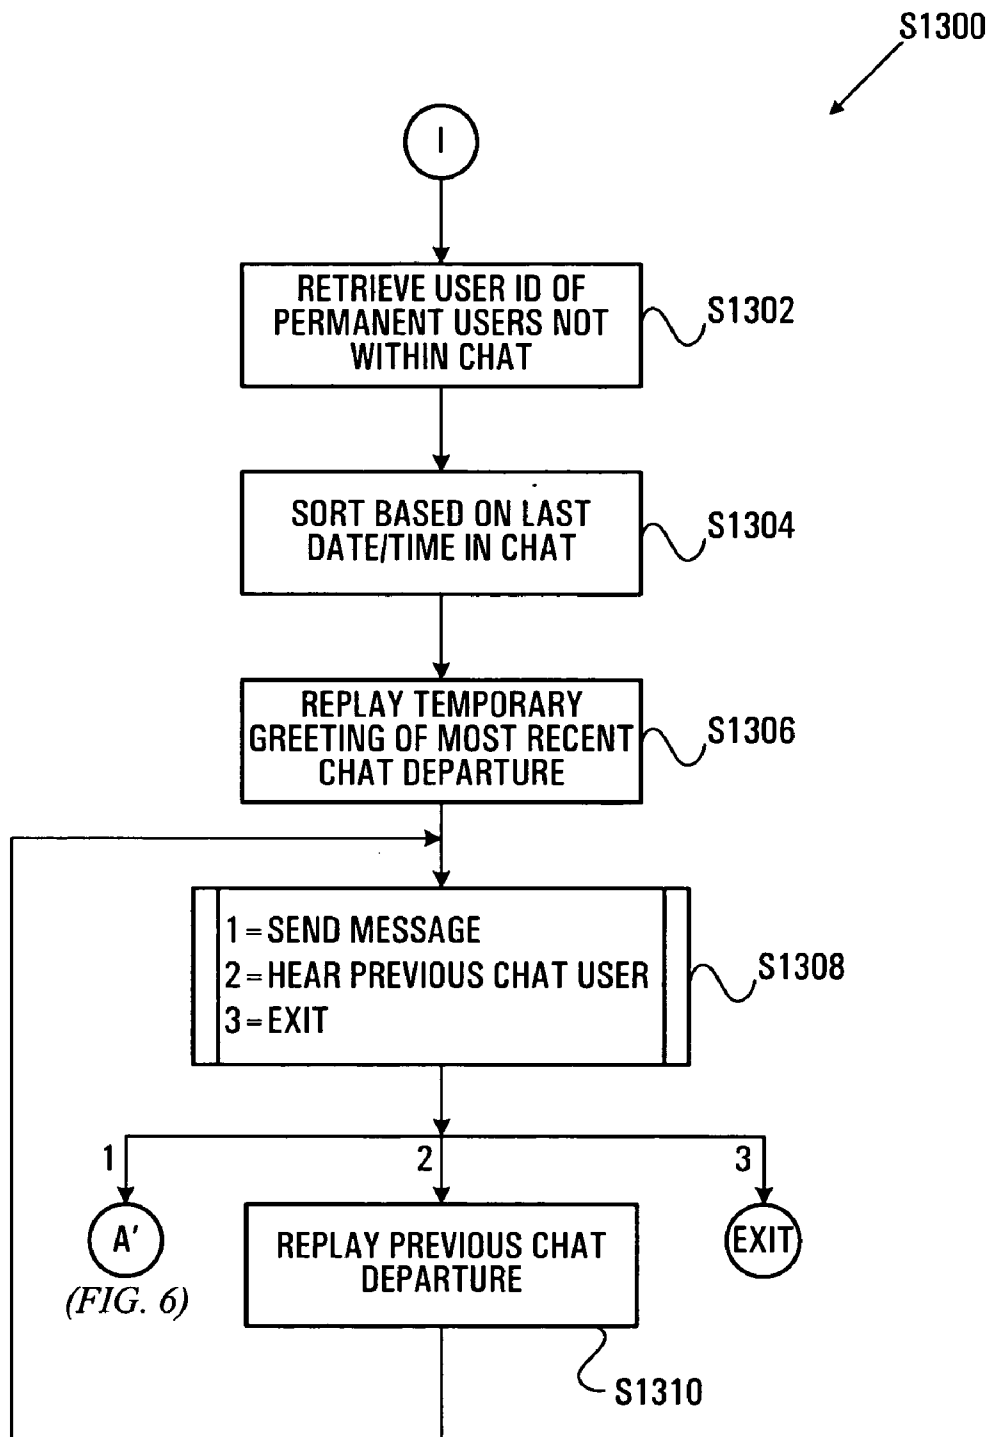 S1300
I
RETRIEVE USER ID OF
PERMANENT USERS NOT
WITHIN CHAT
S1302
SORT BASED ON LAST
DATE/TIME IN CHAT
S1304
REPLAY TEMPORARY
GREETING OF MOST RECENT
CHAT DEPARTURE
S1306
1=SEND MESSAGE
2=HEAR PREVIOUS CHAT USER
3=EXIT
S1308
1
2
3
A'
(FIG. 6)
REPLAY PREVIOUS CHAT
DEPARTURE
EXIT
S1310